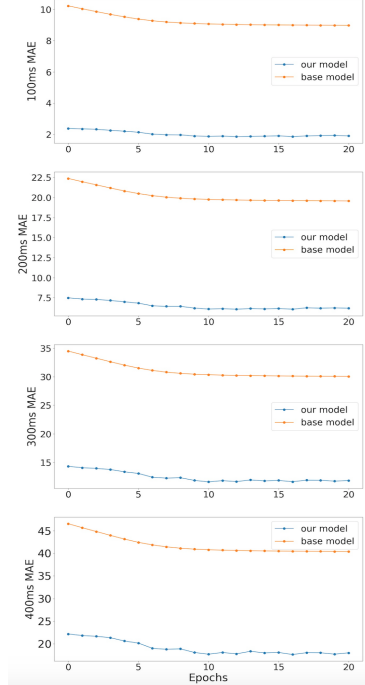 100ms MAE
10
8
6
4
2
our model
base model
0 5 10 15 20
200ms MAE
22.5
20.0
17.5
15.0
12.5
10.0
7.5
our model
base model
0 5 10 15 20
300ms MAE
35
30
25
20
15
our model
base model
0 5 10 15 20
400ms MAE
45
40
35
30
25
20
our model
base model
0 5 10 15 20
Epochs